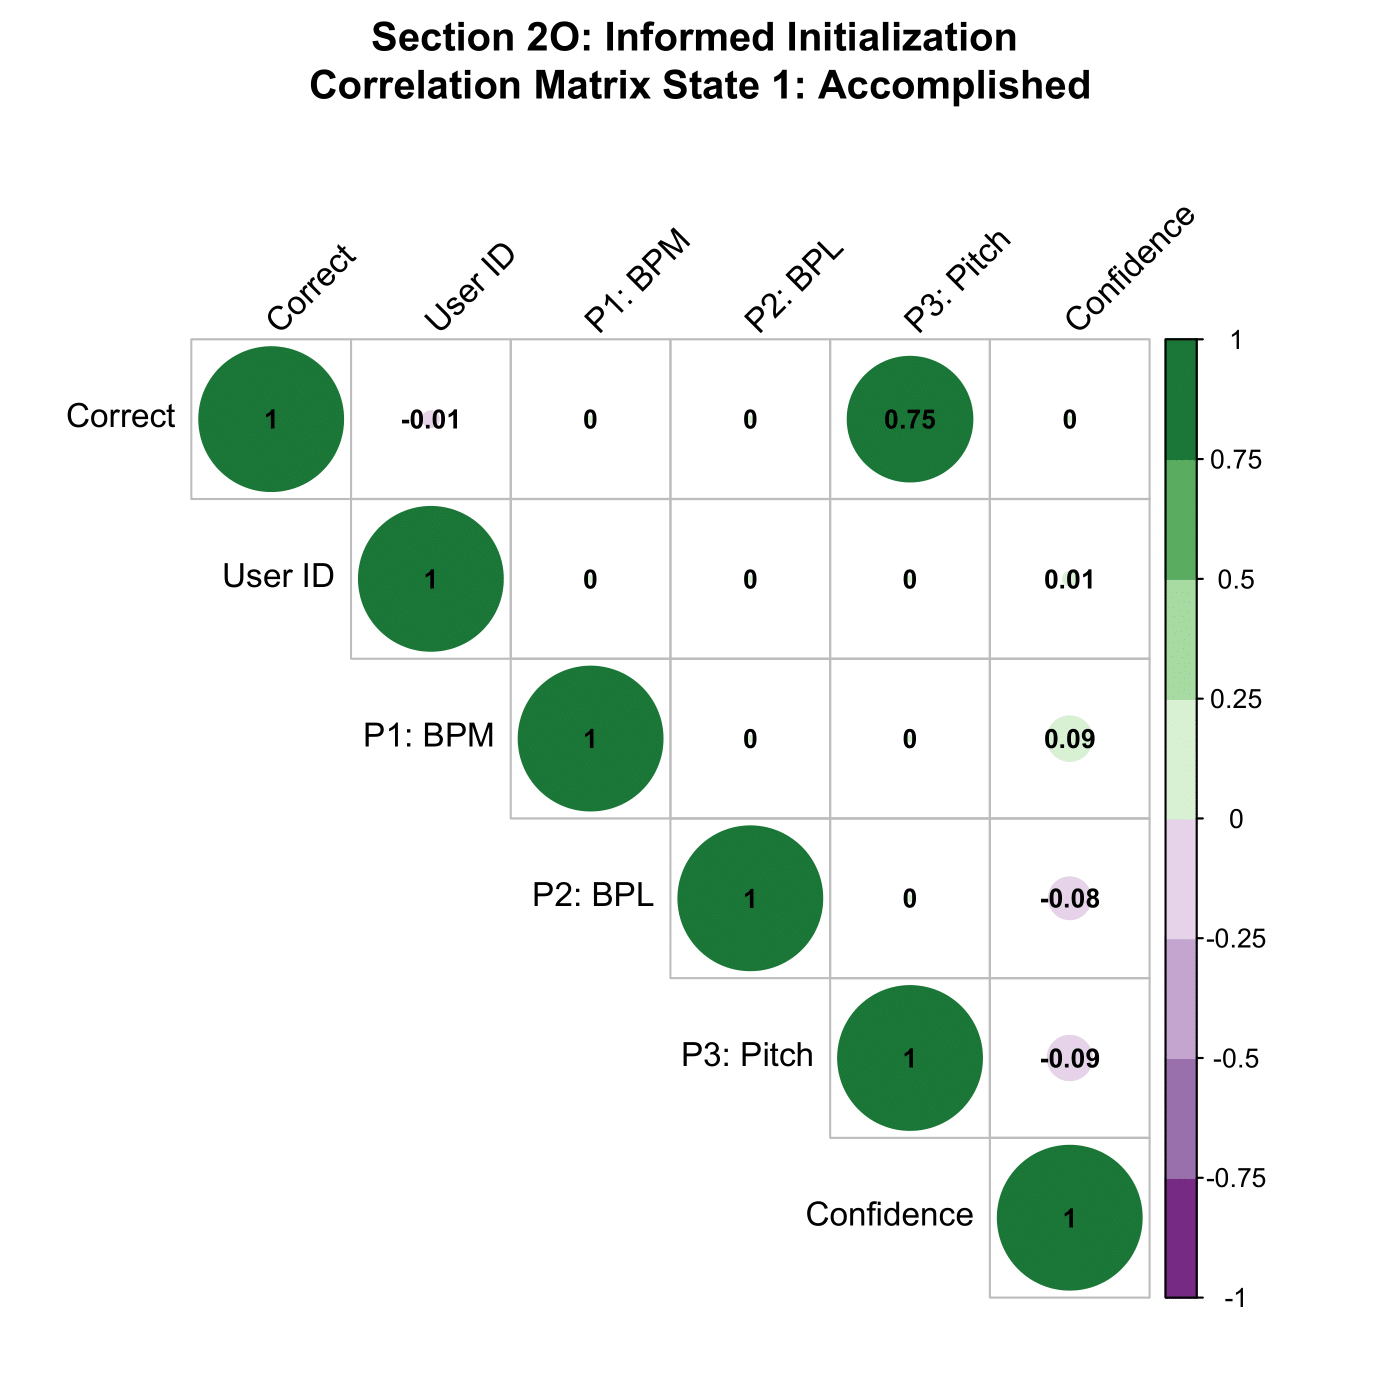 Section 2O: Informed Initialization
Correlation Matrix State 1: Accomplished
Correct User ID P1: BPM P2: BPL P3: Pitch Confidence
Correct 1 -0.01 0 0 0.75 0
User ID 1 0 0 0 0.01
P1: BPM 1 0 0 0.09
P2: BPL 1 0 -0.08
P3: Pitch 1 -0.09
Confidence 1
1
0.75
0.5
0.25
0
-0.25
-0.5
-0.75
-1